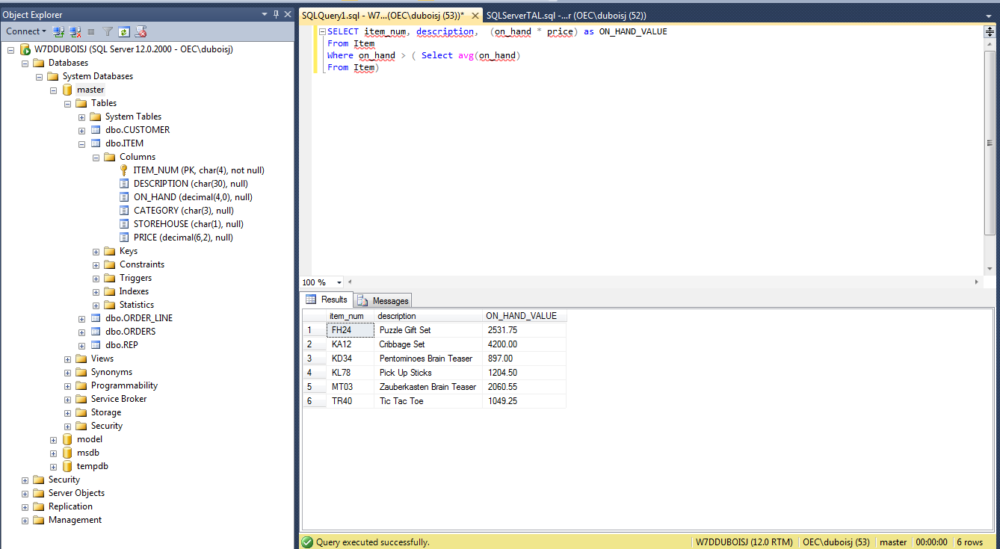 Object Explorer
Connect
W7DDUBOISJ (SQL Server 12.0.2000 - OEC\duboisj)
Databases
System Databases
master
Tables
System Tables
dbo.CUSTOMER
dbo.ITEM
Columns
ITEM_NUM (PK, char(4), not null)
DESCRIPTION (char(30), null)
ON_HAND (decimal(4,0), null)
CATEGORY (char(3), null)
STOREHOUSE (char(1), null)
PRICE (decimal(6,2), null)
Keys
Constraints
Triggers
Indexes
Statistics
dbo.ORDER_LINE
dbo.ORDERS
dbo.REP
Views
Synonyms
Programmability
Service Broker
Storage
Security
model
msdb
tempdb
Security
Server Objects
Replication
Management
SQLQuery1.sql - W7...(OEC\duboisj (53))* SQLServerTAL.sql -...r (OEC\duboisj (52))
SELECT item_num, description, (on_hand * price) as ON_HAND_VALUE
From Item
Where on_hand > ( Select avg(on_hand)
From Item)
100 %
Results Messages
item_num description ON_HAND_VALUE
1 FH24 Puzzle Gift Set 2531.75
2 KA12 Cribbage Set 4200.00
3 KD34 Pentominoes Brain Teaser 897.00
4 KL78 Pick Up Sticks 1204.50
5 MT03 Zauberkasten Brain Teaser 2060.55
6 TR40 Tic Tac Toe 1049.25
Query executed successfully. W7DDUBOISJ (12.0 RTM) OEC\duboisj (53) master 00:00:00 6 rows